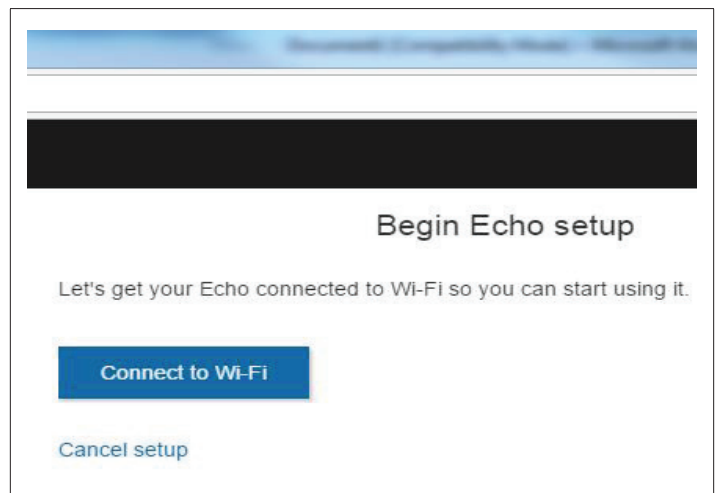 Begin Echo setup
Let's get your Echo connected to Wi-Fi so you can start using it.
Connect to Wi-Fi
Cancel setup